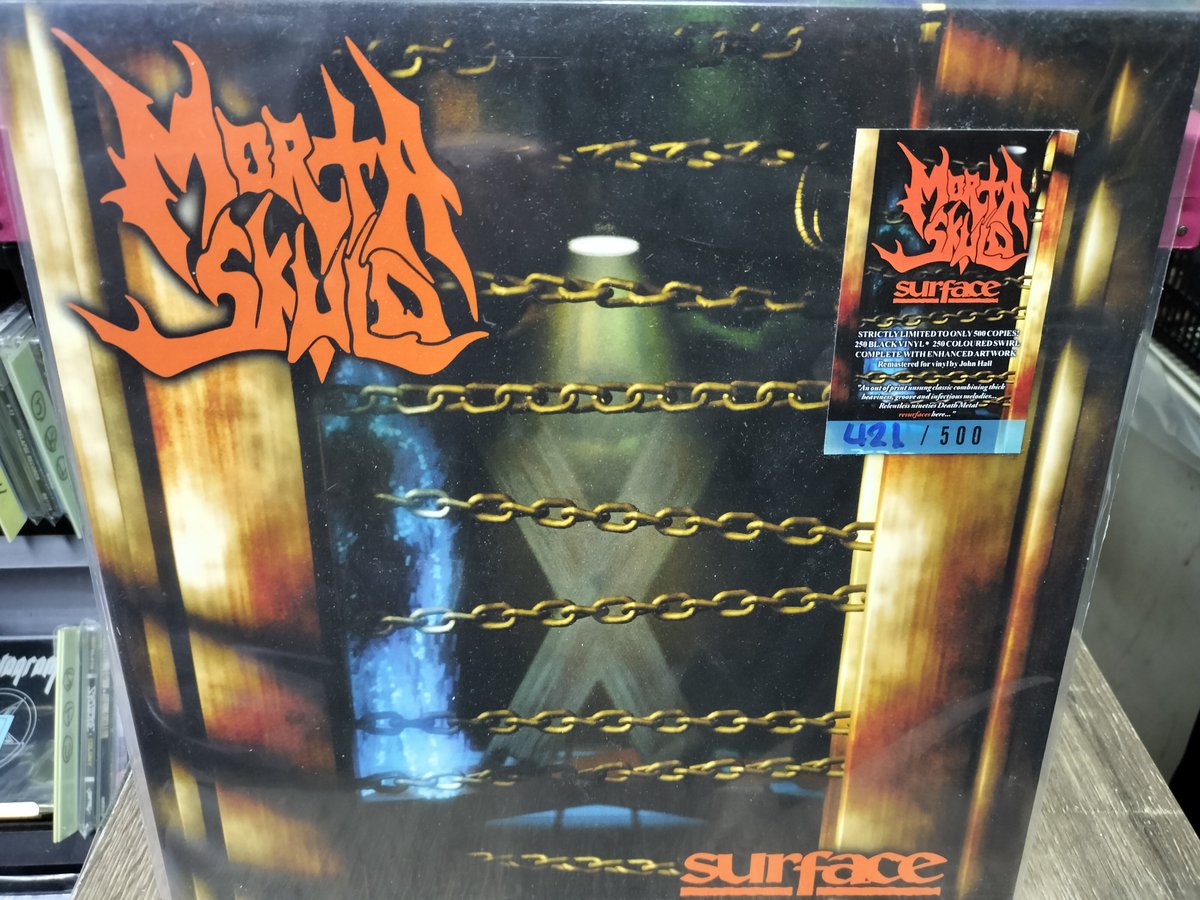 MORTA
SKULD
MORTA
SKULD
surface
STRICTLY LIMITED TO ONLY 500 COPIES!
250 BLACK VINYL * 250 COLOURED SWIRL
COMPLETE WITH ENHANCED ARTWORK
Remastered for vinyl by John Hall
"An out of print unsung classic combining thick
heaviness, groove and infectious melodies...
Relentless nineties Death Metal
resurfaces here..."
421 / 500
surface